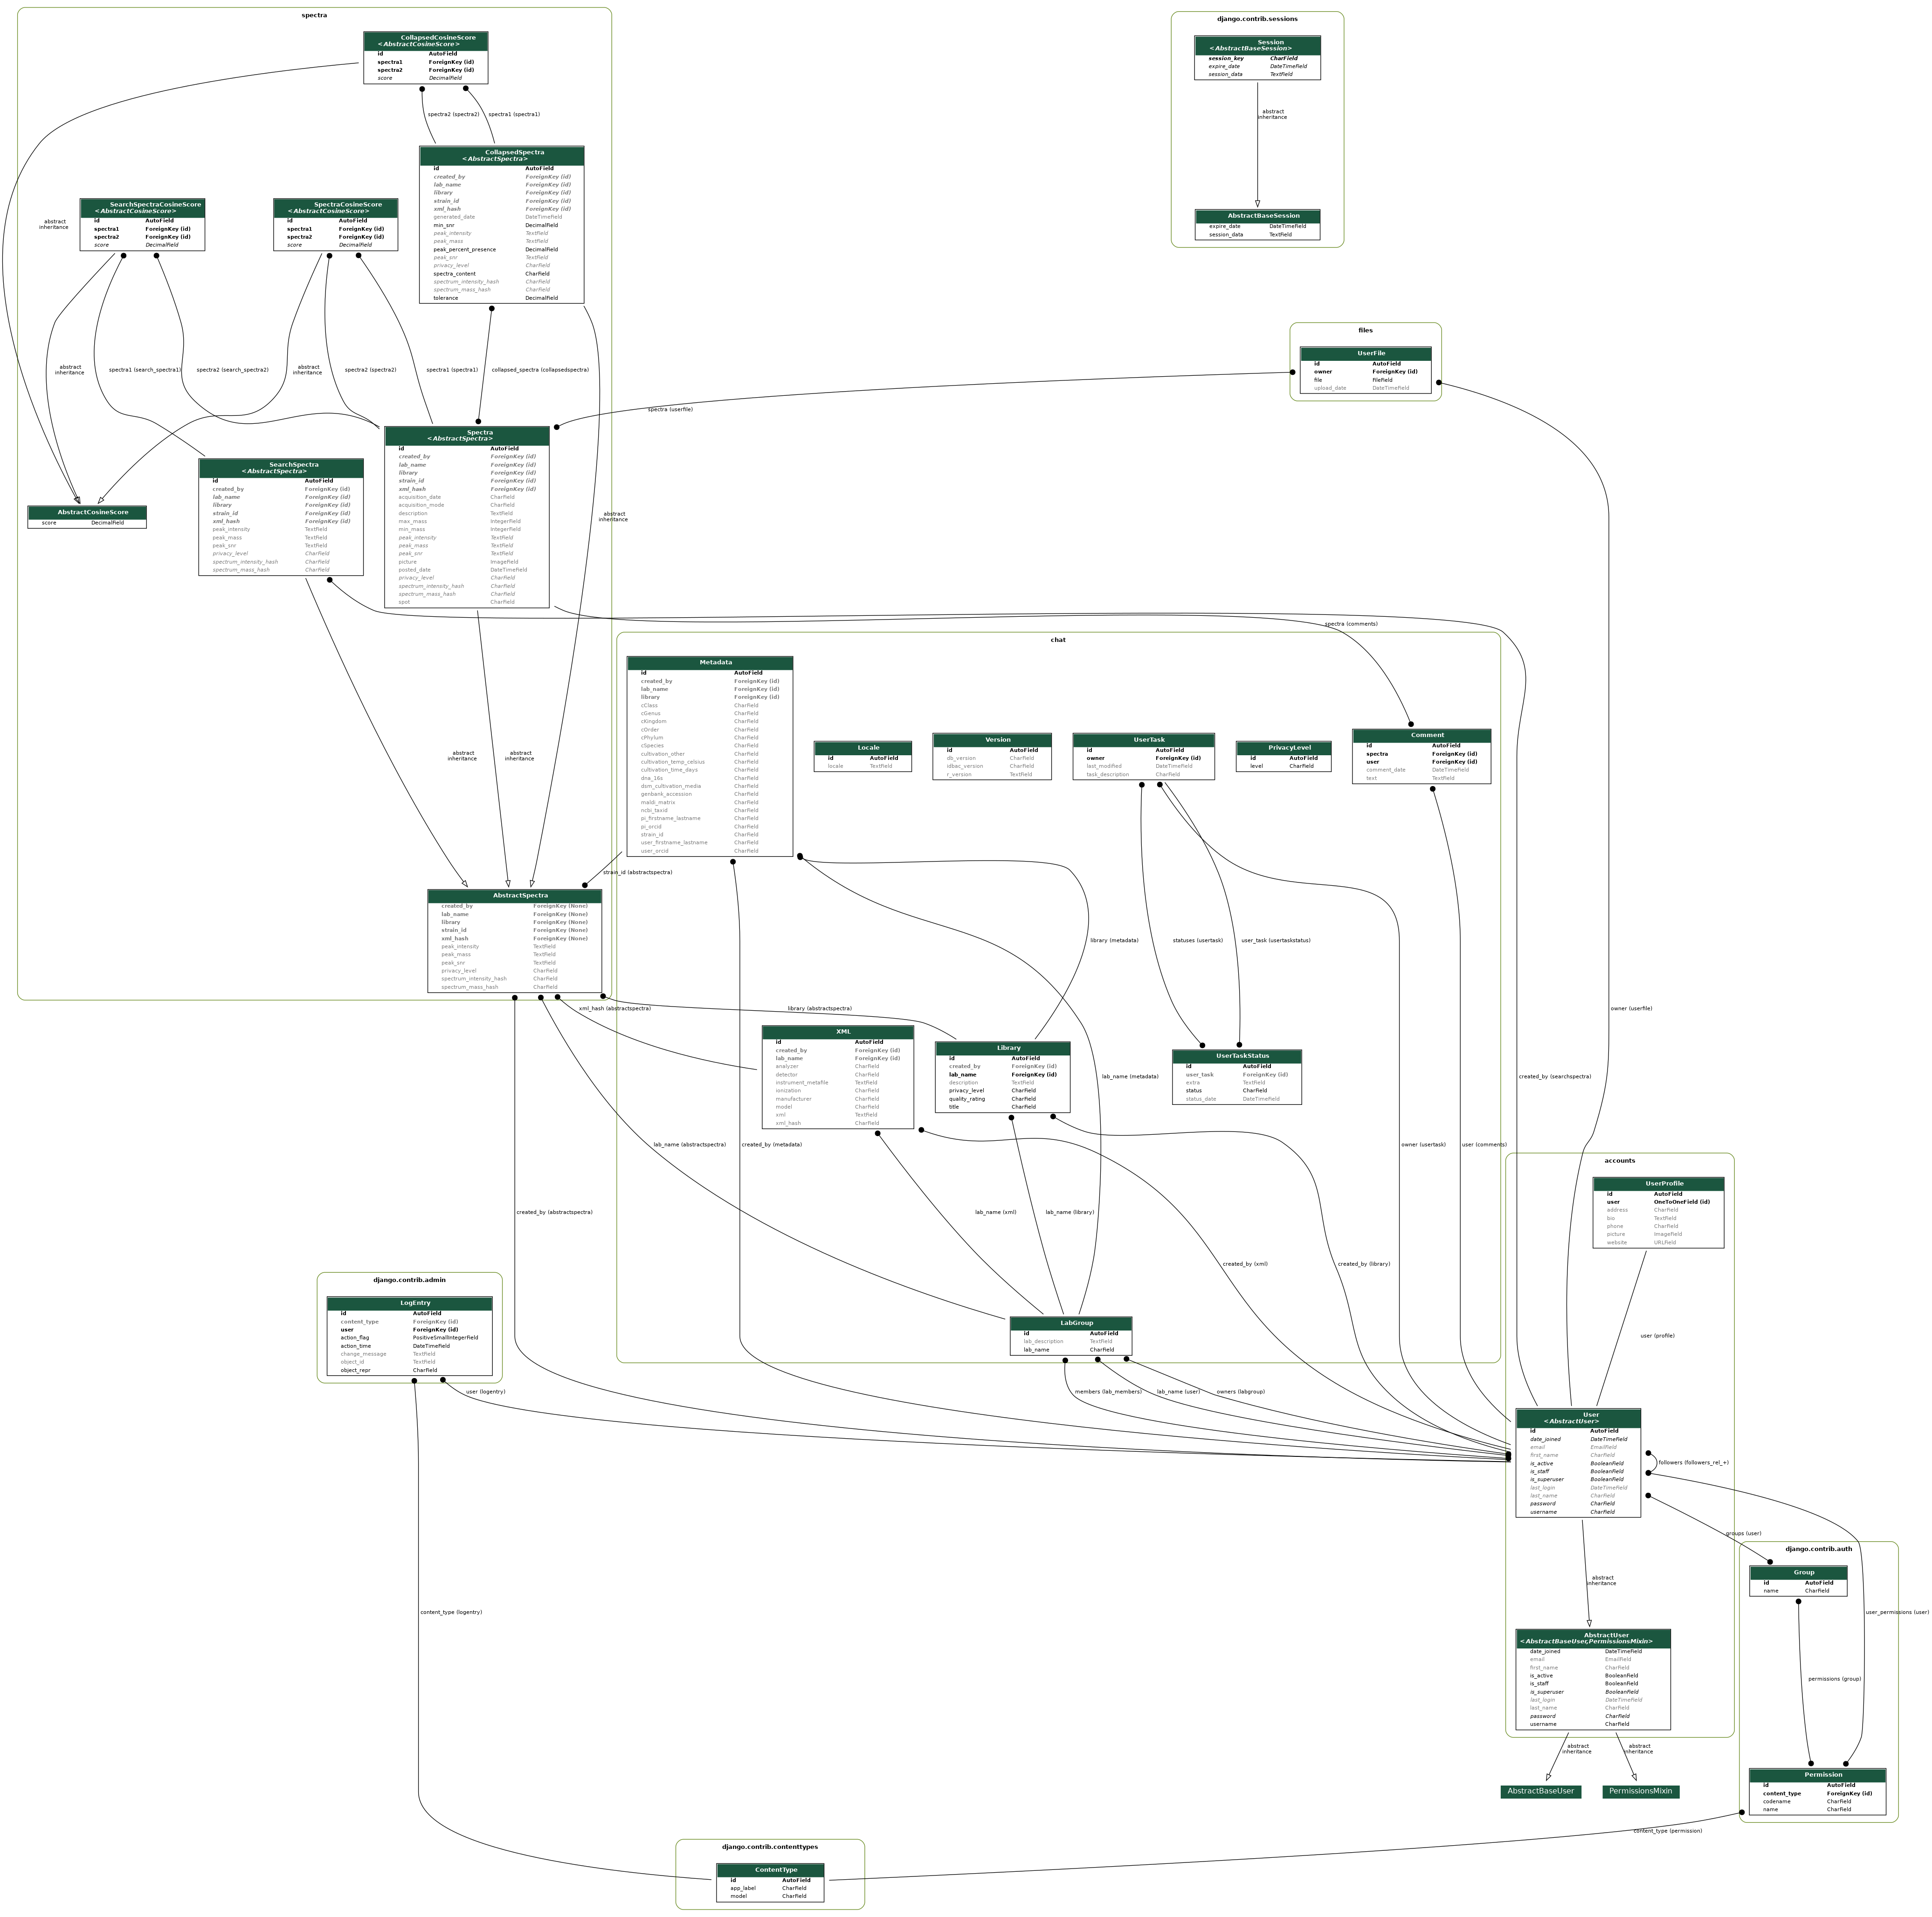 spectra
CollapsedCosineScore
<AbstractCosineScore>
id AutoField
spectra1 ForeignKey (id)
spectra2 ForeignKey (id)
score DecimalField
spectra2 (spectra2)
spectra1 (spectra1)
CollapsedSpectra
<AbstractSpectra>
id AutoField
created_by ForeignKey (id)
lab_name ForeignKey (id)
library ForeignKey (id)
strain_id ForeignKey (id)
xml_hash ForeignKey (id)
generated_date DateTimeField
min_snr DecimalField
peak_intensity TextField
peak_mass TextField
peak_percent_presence DecimalField
peak_snr TextField
privacy_level CharField
spectra_content CharField
spectrum_intensity_hash CharField
spectrum_mass_hash CharField
tolerance DecimalField
SearchSpectraCosineScore
<AbstractCosineScore>
id AutoField
spectra1 ForeignKey (id)
spectra2 ForeignKey (id)
score DecimalField
SpectraCosineScore
<AbstractCosineScore>
id AutoField
spectra1 ForeignKey (id)
spectra2 ForeignKey (id)
score DecimalField
abstract
inheritance
abstract
inheritance
spectra1 (search_spectra1)
spectra2 (search_spectra2)
abstract
inheritance
spectra2 (spectra2)
spectra1 (spectra1)
collapsed_spectra (collapsedspectra)
Spectra
<AbstractSpectra>
id AutoField
created_by ForeignKey (id)
lab_name ForeignKey (id)
library ForeignKey (id)
strain_id ForeignKey (id)
xml_hash ForeignKey (id)
acquisition_date CharField
acquisition_mode CharField
description TextField
max_mass IntegerField
min_mass IntegerField
peak_intensity TextField
peak_mass TextField
peak_snr TextField
picture ImageField
posted_date DateTimeField
privacy_level CharField
spectrum_intensity_hash CharField
spectrum_mass_hash CharField
spot CharField
SearchSpectra
<AbstractSpectra>
id AutoField
created_by ForeignKey (id)
lab_name ForeignKey (id)
library ForeignKey (id)
strain_id ForeignKey (id)
xml_hash ForeignKey (id)
peak_intensity TextField
peak_mass TextField
peak_snr TextField
privacy_level CharField
spectrum_intensity_hash CharField
spectrum_mass_hash CharField
AbstractCosineScore
score DecimalField
abstract
inheritance
abstract
inheritance
abstract
inheritance
AbstractSpectra
created_by ForeignKey (None)
lab_name ForeignKey (None)
library ForeignKey (None)
strain_id ForeignKey (None)
xml_hash ForeignKey (None)
peak_intensity TextField
peak_mass TextField
peak_snr TextField
privacy_level CharField
spectrum_intensity_hash CharField
spectrum_mass_hash CharField
django.contrib.sessions
Session
<AbstractBaseSession>
session_key CharField
expire_date DateTimeField
session_data TextField
abstract
inheritance
AbstractBaseSession
expire_date DateTimeField
session_data TextField
files
UserFile
id AutoField
owner ForeignKey (id)
file FileField
upload_date DateTimeField
spectra (userfile)
spectra (comments)
chat
Metadata
id AutoField
created_by ForeignKey (id)
lab_name ForeignKey (id)
library ForeignKey (id)
cClass CharField
cGenus CharField
cKingdom CharField
cOrder CharField
cPhylum CharField
cSpecies CharField
cultivation_other CharField
cultivation_temp_celsius CharField
cultivation_time_days CharField
dna_16s CharField
dsm_cultivation_media CharField
genbank_accession CharField
maldi_matrix CharField
ncbi_taxid CharField
pi_firstname_lastname CharField
pi_orcid CharField
strain_id CharField
user_firstname_lastname CharField
user_orcid CharField
Locale
id AutoField
locale TextField
Version
id AutoField
db_version CharField
idbac_version CharField
r_version TextField
UserTask
id AutoField
owner ForeignKey (id)
last_modified DateTimeField
task_description CharField
PrivacyLevel
id AutoField
level CharField
Comment
id AutoField
spectra ForeignKey (id)
user ForeignKey (id)
comment_date DateTimeField
text TextField
strain_id (abstractspectra)
library (metadata)
statuses (usertask)
user_task (usertaskstatus)
xml_hash (abstractspectra)
library (abstractspectra)
owner (userfile)
XML
id AutoField
created_by ForeignKey (id)
lab_name ForeignKey (id)
analyzer CharField
detector CharField
instrument_metafile TextField
ionization CharField
manufacturer CharField
model CharField
xml TextField
xml_hash CharField
Library
id AutoField
created_by ForeignKey (id)
lab_name ForeignKey (id)
description TextField
privacy_level CharField
quality_rating CharField
title CharField
lab_name (metadata)
UserTaskStatus
id AutoField
user_task ForeignKey (id)
extra TextField
status CharField
status_date DateTimeField
created_by (searchspectra)
lab_name (abstractspectra)
created_by (metadata)
owner (usertask)
user (comments)
created_by (abstractspectra)
lab_name (xml)
lab_name (library)
created_by (xml)
created_by (library)
LabGroup
id AutoField
lab_description TextField
lab_name CharField
members (lab_members)
lab_name (user)
owners (labgroup)
accounts
UserProfile
id AutoField
user OneToOneField (id)
address CharField
bio TextField
phone CharField
picture ImageField
website URLField
user (profile)
User
<AbstractUser>
id AutoField
date_joined DateTimeField
email EmailField
first_name CharField
is_active BooleanField
is_staff BooleanField
is_superuser BooleanField
last_login DateTimeField
last_name CharField
password CharField
username CharField
followers (followers_rel_+)
groups (user)
abstract
inheritance
user_permissions (user)
AbstractUser
<AbstractBaseUser,PermissionsMixin>
date_joined DateTimeField
email EmailField
first_name CharField
is_active BooleanField
is_staff BooleanField
is_superuser BooleanField
last_login DateTimeField
last_name CharField
password CharField
username CharField
abstract
inheritance
abstract
inheritance
AbstractBaseUser
PermissionsMixin
django.contrib.auth
Group
id AutoField
name CharField
permissions (group)
Permission
id AutoField
content_type ForeignKey (id)
codename CharField
name CharField
content_type (permission)
django.contrib.admin
LogEntry
id AutoField
content_type ForeignKey (id)
user ForeignKey (id)
action_flag PositiveSmallIntegerField
action_time DateTimeField
change_message TextField
object_id TextField
object_repr CharField
user (logentry)
content_type (logentry)
django.contrib.contenttypes
ContentType
id AutoField
app_label CharField
model CharField